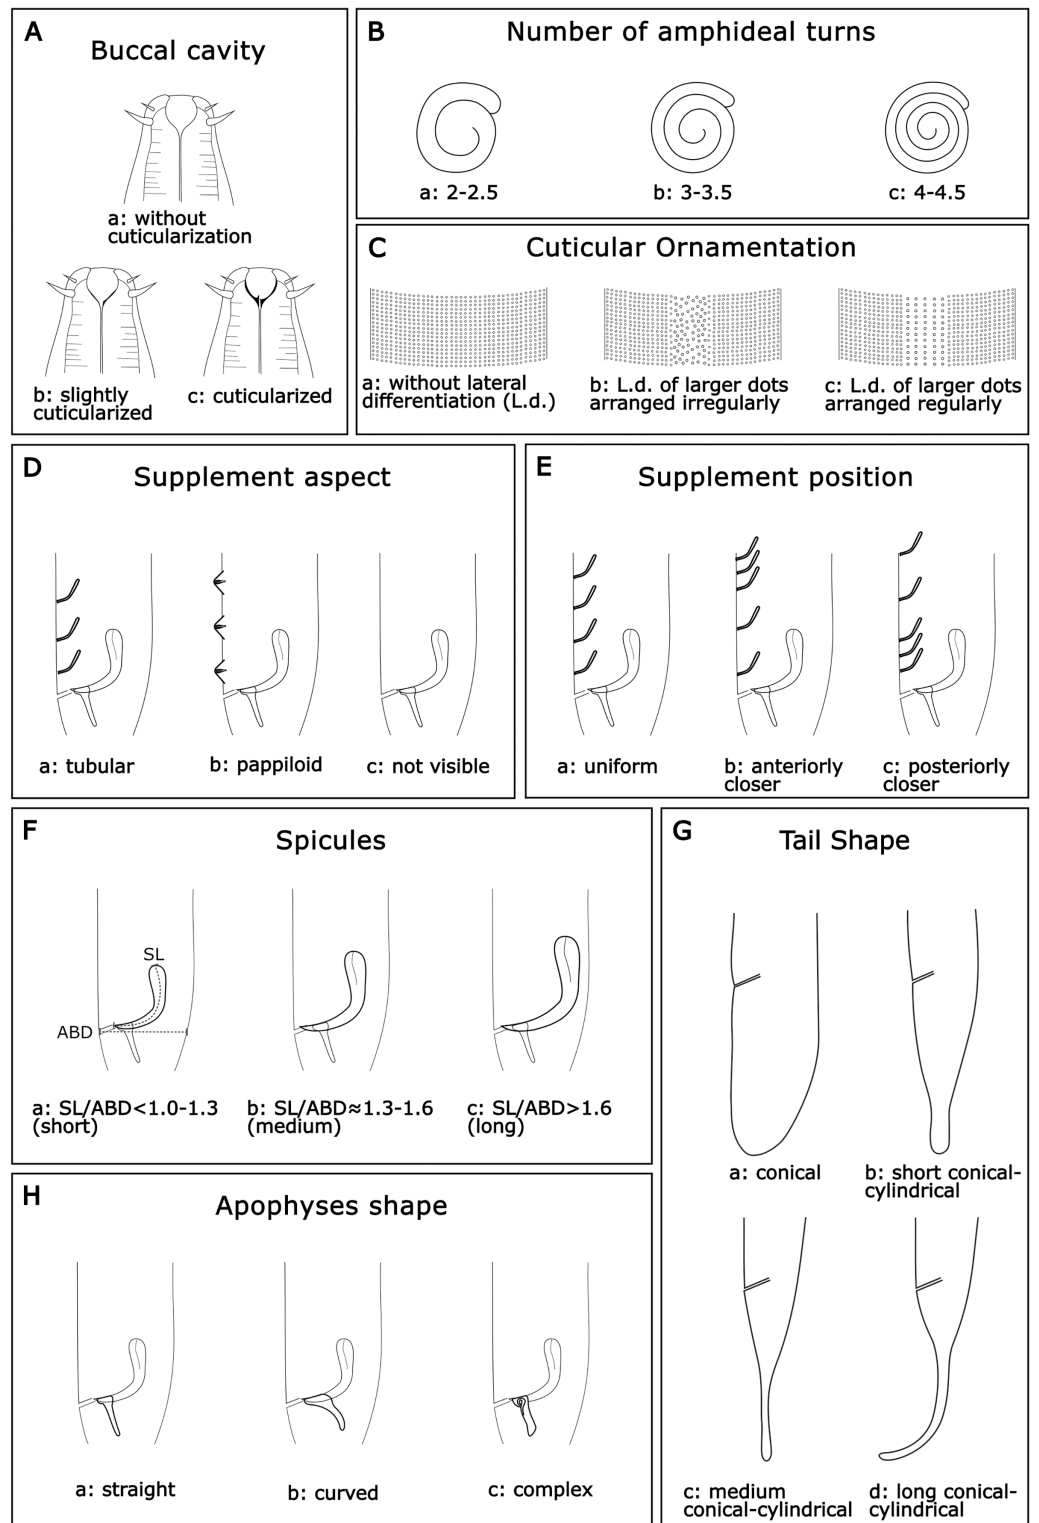 A
Buccal cavity
a: without
cuticularization
b: slightly
cuticularized
c: cuticularized
B
Number of amphideal turns
a: 2-2.5
b: 3-3.5
c: 4-4.5
C
Cuticular Ornamentation
a: without lateral
differentiation (L.d.)
b: L.d. of larger dots
arranged irregularly
c: L.d. of larger dots
arranged regularly
D
Supplement aspect
a: tubular
b: pappiloid
c: not visible
E
Supplement position
a: uniform
b: anteriorly
closer
c: posteriorly
closer
F
Spicules
SL
ABD
a: SL/ABD<1.0-1.3
(short)
b: SL/ABD≈1.3-1.6
(medium)
c: SL/ABD>1.6
(long)
G
Tail Shape
a: conical
b: short conical-
cylindrical
c: medium
conical-cylindrical
d: long conical-
cylindrical
H
Apophyses shape
a: straight
b: curved
c: complex